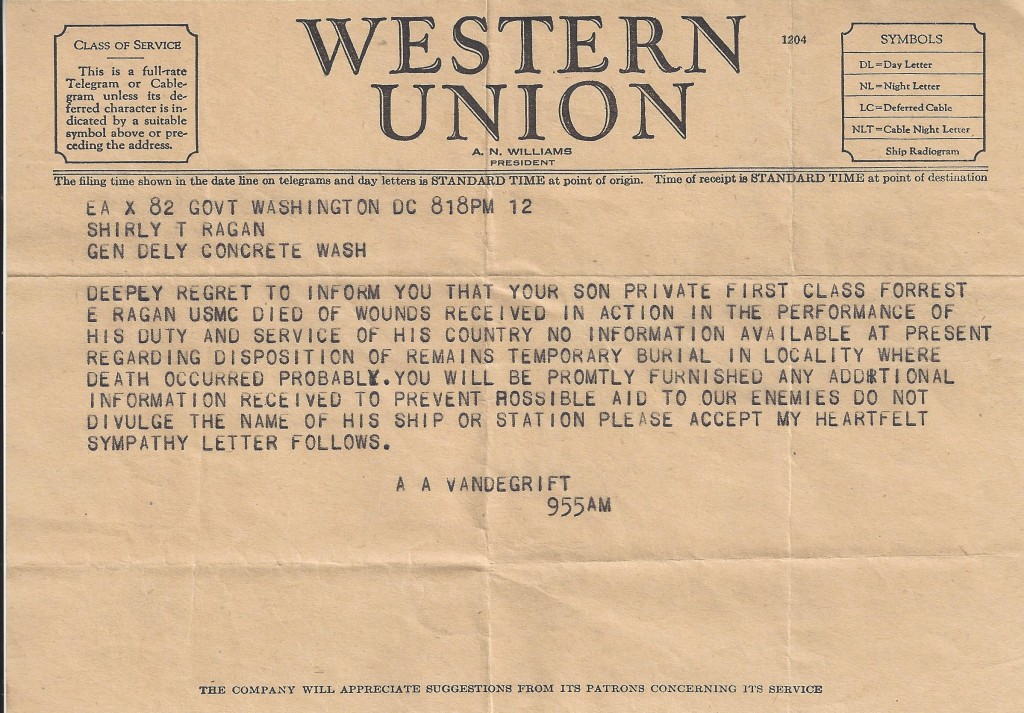 CLASS OF SERVICE
This is a full-rate
Telegram or Cable-
gram unless its de-
ferred character is in-
dicated by a suitable
symbol above or pre-
ceding the address.
WESTERN
UNION
1204
A. N. WILLIAMS
PRESIDENT
SYMBOLS
DL=Day Letter
NL=Night Letter
LC=Deferred Cable
NLT=Cable Night Letter
Ship Radiogram
The filing time shown in the date line on telegrams and day letters is STANDARD TIME at point of origin. Time of receipt is STANDARD TIME at point of destination
EA X 82 GOVT WASHINGTON DC 818PM 12
SHIRLY T RAGAN
GEN DELY CONCRETE WASH
DEEPEY REGRET TO INFORM YOU THAT YOUR SON PRIVATE FIRST CLASS FORREST
E RAGAN USMC DIED OF WOUNDS RECEIVED IN ACTION IN THE PERFORMANCE OF
HIS DUTY AND SERVICE OF HIS COUNTRY NO INFORMATION AVAILABLE AT PRESENT
REGARDING DISPOSITION OF REMAINS TEMPORARY BURIAL IN LOCALITY WHERE
DEATH OCCURRED PROBABLY.YOU WILL BE PROMTLY FURNISHED ANY ADDITIONAL
INFORMATION RECEIVED TO PREVENT POSSIBLE AID TO OUR ENEMIES DO NOT
DIVULGE THE NAME OF HIS SHIP OR STATION PLEASE ACCEPT MY HEARTFELT
SYMPATHY LETTER FOLLOWS.
A A VANDEGRIFT
955AM
THE COMPANY WILL APPRECIATE SUGGESTIONS FROM ITS PATRONS CONCERNING ITS SERVICE